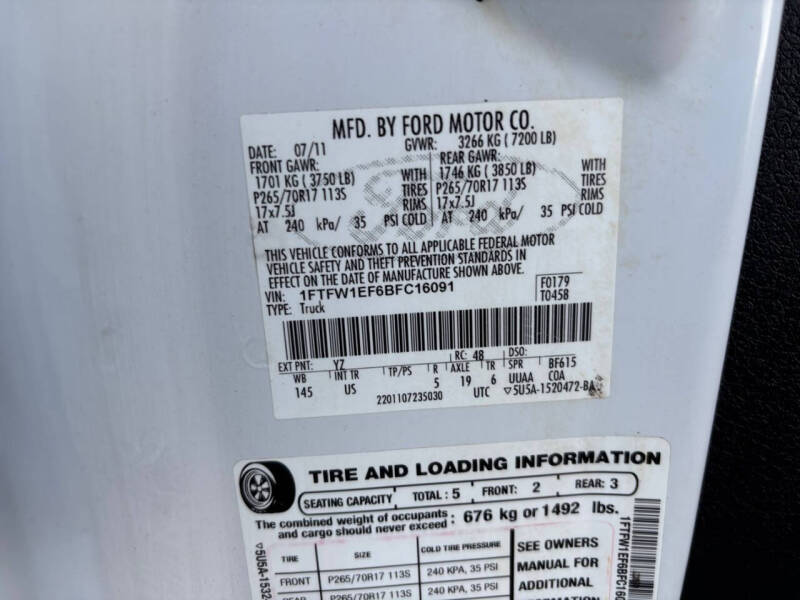 MFD. BY FORD MOTOR CO.
DATE: 07/11 GVWR: 3266 KG ( 7200 LB)
FRONT GAWR: REAR GAWR:
1701 KG ( 3750 LB) WITH 1746 KG ( 3850 LB) WITH
P265/70R17 113S TIRES P265/70R17 113S TIRES
17x7.5J RIMS 17x7.5J RIMS
AT 240 kPa/ 35 PSI COLD AT 240 kPa/ 35 PSI COLD
Ford
THIS VEHICLE CONFORMS TO ALL APPLICABLE FEDERAL MOTOR
VEHICLE SAFETY AND THEFT PREVENTION STANDARDS IN
EFFECT ON THE DATE OF MANUFACTURE SHOWN ABOVE.
VIN: 1FTFW1EF6BFC16091 F0179
TYPE: Truck T0458
EXT PNT: YZ RC: 48 DSO:
WB INT TR TP/PS R AXLE TR SPR BF615
145 US 5 19 6 UUAA COA
2201107235030 UTC ▽5U5A-1520472-BA
TIRE AND LOADING INFORMATION
SEATING CAPACITY TOTAL : 5 FRONT: 2 REAR: 3
The combined weight of occupants and cargo should never exceed : 676 kg or 1492 lbs.
TIRE SIZE COLD TIRE PRESSURE SEE OWNERS
FRONT P265/70R17 113S 240 KPA, 35 PSI MANUAL FOR
REAR P265/70R17 113S 240 KPA, 35 PSI ADDITIONAL
INFORMATION
▽5U5A-1532
1FTFW1EF6BFC160